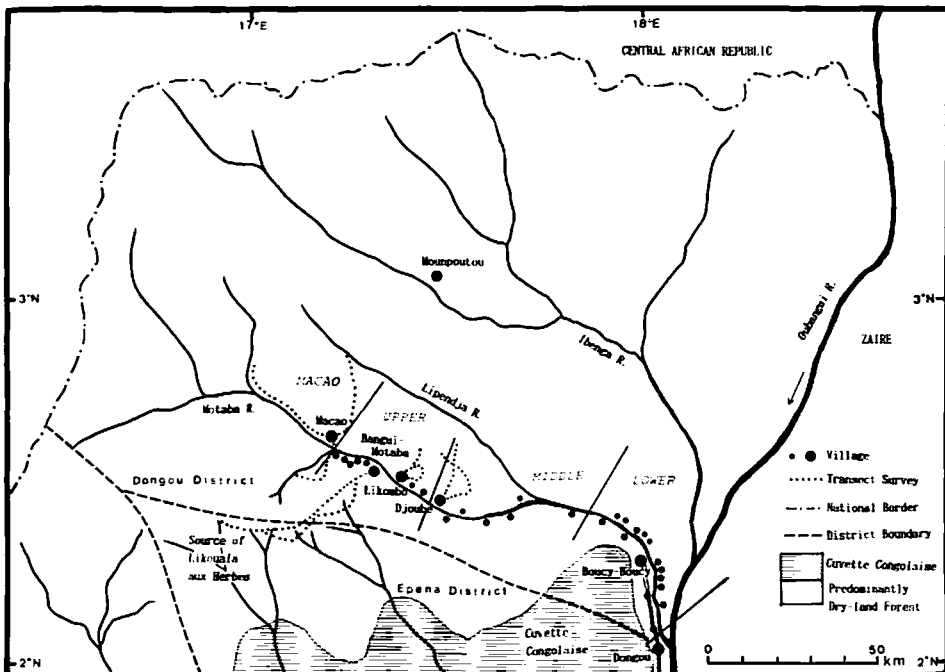 17°E
18°E
CENTRAL AFRICAN REPUBLIC
Mounpoutou
3°N
3°N
Oubangui R.
Ibenga R.
ZAIRE
MACAO
Lipendja R.
UPPER
Motaba R.
Macao
Bangui-
Motaba
MIDDLE
LOWER
Village
Dongou District
Likombo
Transect Survey
Djoube
National Border
Source of
Likouala
aux Herbes
District Boundary
Boucy-Boucy
Cuvette Congolaise
Epena District
Predominantly
Dry-land Forest
Cuvette
Congolaise
Dongou
0
50
km
2°N
2°N